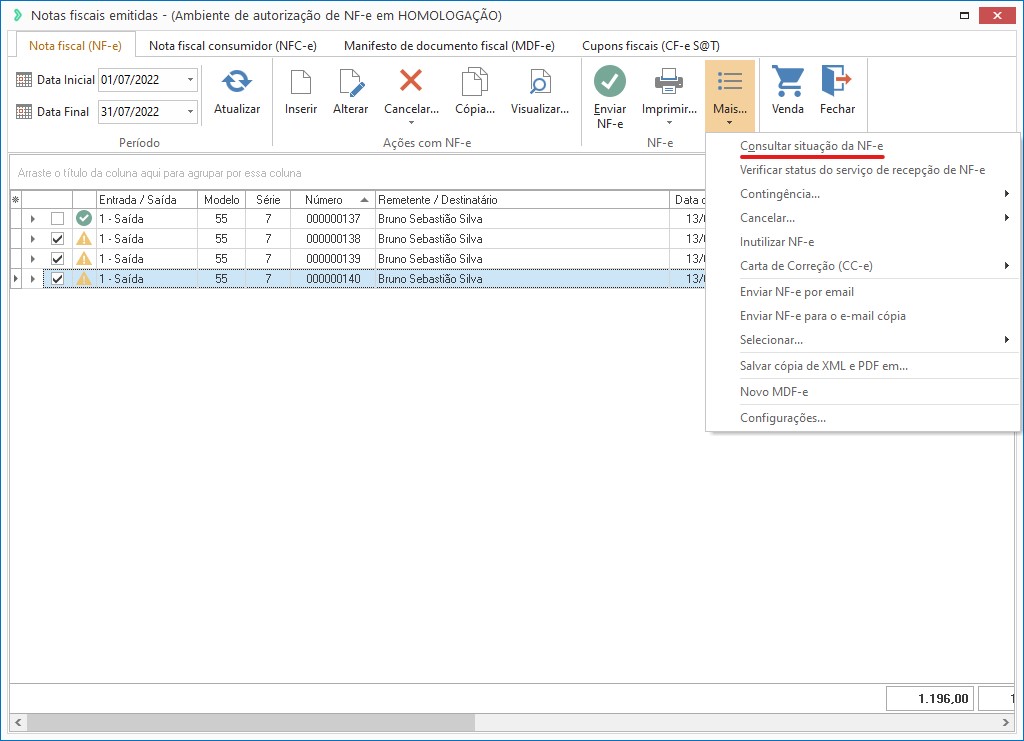 Notas fiscais emitidas - (Ambiente de autorização de NF-e em HOMOLOGAÇÃO)
Nota fiscal (NF-e) Nota fiscal consumidor (NFC-e) Manifesto de documento fiscal (MDF-e) Cupons fiscais (CF-e S@T)
Data Inicial 01/07/2022
Data Final 31/07/2022
Atualizar Inserir Alterar Cancelar... Cópia... Visualizar... Enviar NF-e Imprimir... Mais... Venda Fechar
Período Ações com NF-e NF-e
Consultar situação da NF-e
Verificar status do serviço de recepção de NF-e
Contingência...
Cancelar...
Inutilizar NF-e
Carta de Correção (CC-e)
Enviar NF-e por email
Enviar NF-e para o e-mail cópia
Selecionar...
Salvar cópia de XML e PDF em...
Novo MDF-e
Configurações...
Arraste o título da coluna aqui para agrupar por essa coluna
Entrada / Saída Modelo Série Número Remetente / Destinatário Data
1 - Saída 55 7 000000137 Bruno Sebastião Silva 13/
1 - Saída 55 7 000000138 Bruno Sebastião Silva 13/
1 - Saída 55 7 000000139 Bruno Sebastião Silva 13/
1 - Saída 55 7 000000140 Bruno Sebastião Silva 13/
1.196,00 1